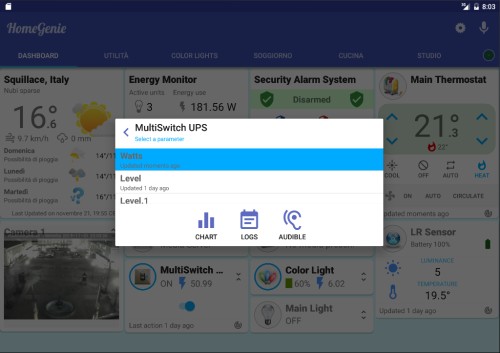 8:03
HomeGenie
DASHBOARD UTILITÀ COLOR LIGHTS SOGGIORNO CUCINA STUDIO
Squillace, Italy
Nubi sparse
16°.6
9.7 km/h 0 mm
Domenica
Possibilità di pioggia
14°/11
Lunedì
Possibilità di pioggia
14°/11
Martedì
Possibilità di pioggia
16°/1
Last Updated on novembre 21, 19:35
Energy Monitor
Active units Energy use
3 181.56 W
Security Alarm System
Disarmed
Main Thermostat
21°.3
22°
COOL OFF AUTO HEAT
ON AUTO CIRCULATE
Updated moments ago
MultiSwitch UPS
Select a parameter
Watts
Updated moments ago
Level
Updated 1 day ago
Level.1
CHART LOGS AUDIBLE
Camera 1
MultiSwitch ...
ON 50.99
Last action 1 day ago
Color Light
60% 6.02
Main Light
OFF
LR Sensor
Battery 100%
LUMINANCE
5
TEMPERATURE
19.5°
Updated 1 day ago